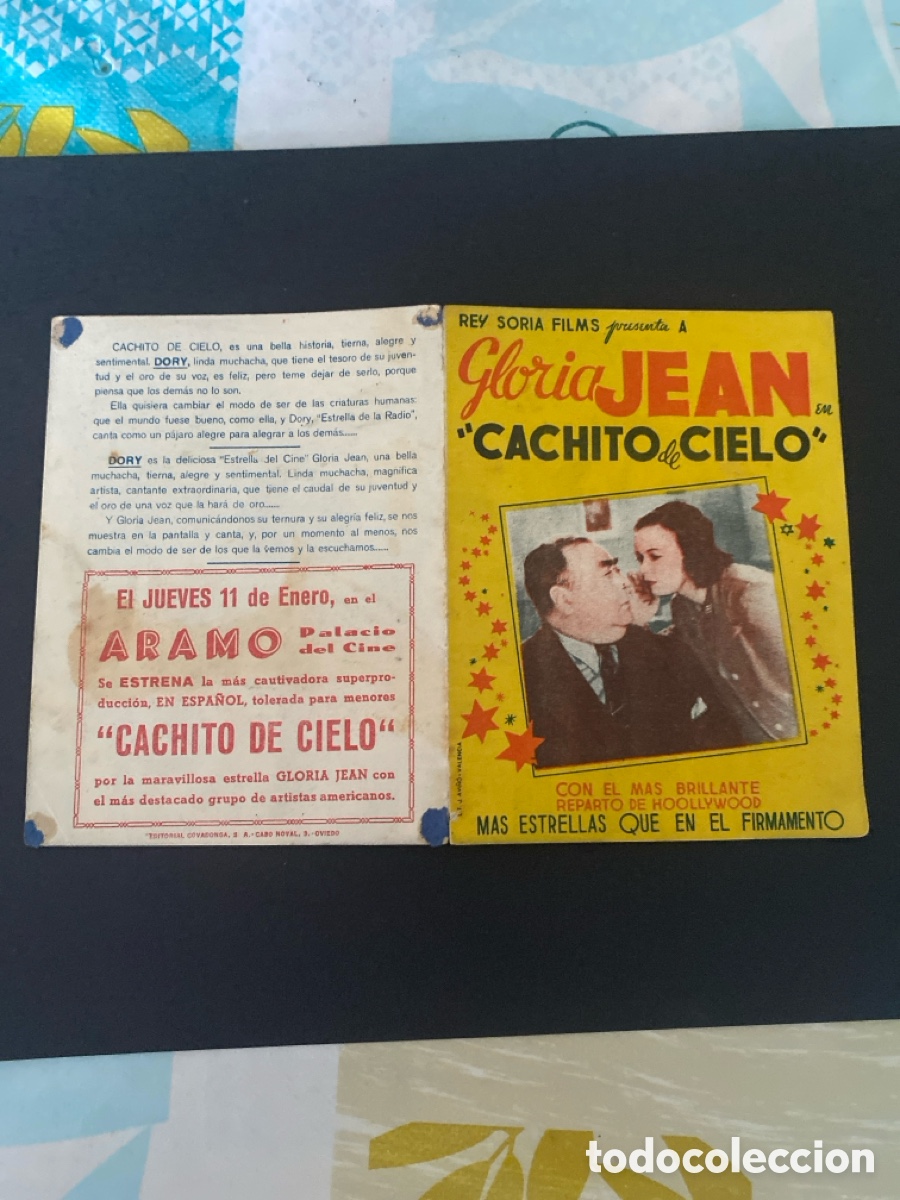 CACHITO DE CIELO, es una bella historia, tierna, alegre y
sentimental. DORY, linda muchacha, que tiene el tesoro de su juven-
tud y el oro de su voz, es feliz, pero teme dejar de serlo, porque
piensa que los demás no lo son.
Ella quisiera cambiar el modo de ser de las criaturas humanas:
que el mundo fuese bueno, como ella, y Dory, "Estrella de la Radio",
canta como un pájaro alegre para alegrar a los demás......
DORY es la deliciosa "Estrella del Cine" Gloria Jean, una bella
muchacha, tierna, alegre y sentimental. Linda muchacha, magnífica
artista, cantante extraordinaria, que tiene el caudal de su juventud y
el oro de una voz que la hará de oro......
Y Gloria Jean, comunicándonos su ternura y su alegría feliz, se nos
muestra en la pantalla y canta, y, por un momento al menos, nos
cambia el modo de ser de los que la vemos y la escuchamos......
El JUEVES 11 de Enero, en el
ARAMO Palacio del Cine
Se ESTRENA la más cautivadora superpro-
ducción, EN ESPAÑOL, tolerada para menores
"CACHITO DE CIELO"
por la maravillosa estrella GLORIA JEAN con
el más destacado grupo de artistas americanos.
EDITORIAL COVADONGA, S A.-CABO NOVAL, 3.-OVIEDO
REY SORIA FILMS presenta A
Gloria JEAN en
"CACHITO de CIELO"
CON EL MAS BRILLANTE
REPARTO DE HOOLLYWOOD
MAS ESTRELLAS QUE EN EL FIRMAMENTO
VALENCIA
todocoleccion